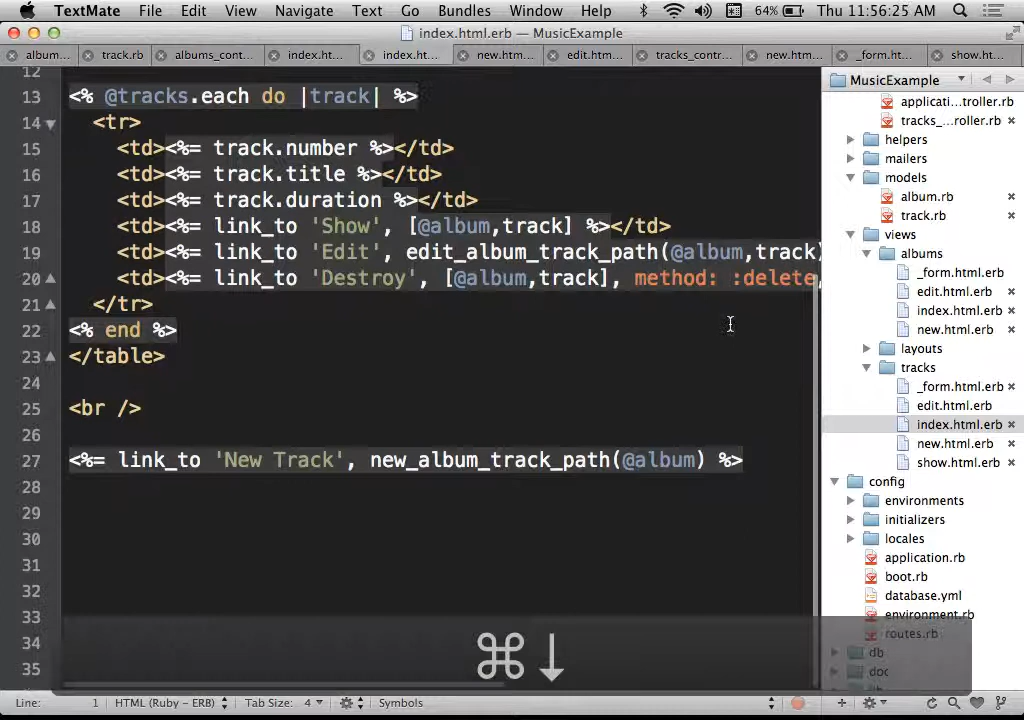 TextMate File Edit View Navigate Text Go Bundles Window Help 64% Thu 11:56:25 AM
index.html.erb — MusicExample
album... track.rb albums_cont... index.ht... index.ht... new.htm... edit.htm... tracks_contr... new.htm... _form.ht... show.ht...
MusicExample
12
13 <% @tracks.each do |track| %>
14 <tr>
15 <td><%= track.number %></td>
16 <td><%= track.title %></td>
17 <td><%= track.duration %></td>
18 <td><%= link_to 'Show', [@album,track] %></td>
19 <td><%= link_to 'Edit', edit_album_track_path(@album,track)
20 <td><%= link_to 'Destroy', [@album,track], method: :delete,
21 </tr>
22 <% end %>
23 </table>
24
25 <br />
26
27 <%= link_to 'New Track', new_album_track_path(@album) %>
28
29
30
31
32
33
34
35
applicati...troller.rb
tracks_...roller.rb
helpers
mailers
models
album.rb
track.rb
views
albums
_form.html.erb
edit.html.erb
index.html.erb
new.html.erb
layouts
tracks
_form.html.erb
edit.html.erb
index.html.erb
new.html.erb
show.html.erb
config
environments
initializers
locales
application.rb
boot.rb
database.yml
environment.rb
routes.rb
db
doc
⌘↓
Line: 1 HTML (Ruby - ERB) Tab Size: 4 Symbols